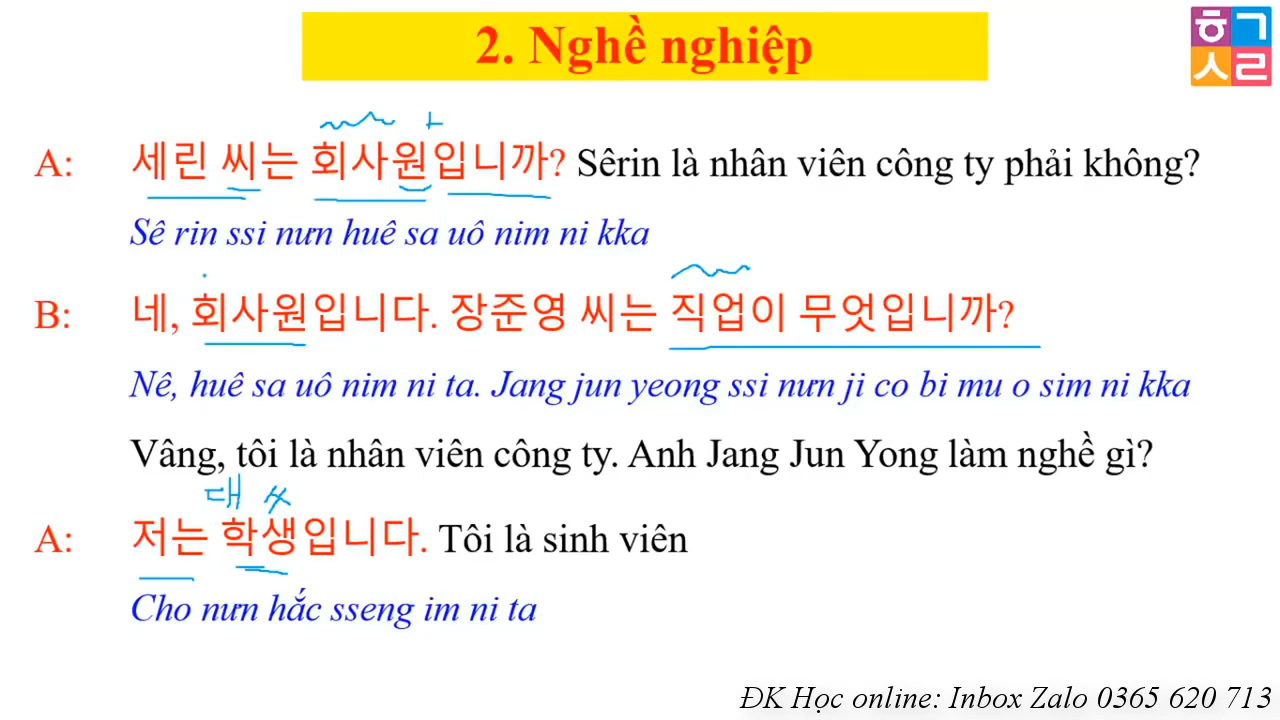 2. Nghề nghiệp
ㅎㄱ
ㅅㄹ
A: 세린 씨는 회사원입니까? Sêrin là nhân viên công ty phải không?
Sê rin ssi nưn huê sa uô nim ni kka
B: 네, 회사원입니다. 장준영 씨는 직업이 무엇입니까?
Nê, huê sa uô nim ni ta. Jang jun yeong ssi nưn ji co bi mu o sim ni kka
Vâng, tôi là nhân viên công ty. Anh Jang Jun Yong làm nghề gì?
대 ㅆ
A: 저는 학생입니다. Tôi là sinh viên
Cho nưn hắc sseng im ni ta
ĐK Học online: Inbox Zalo 0365 620 713